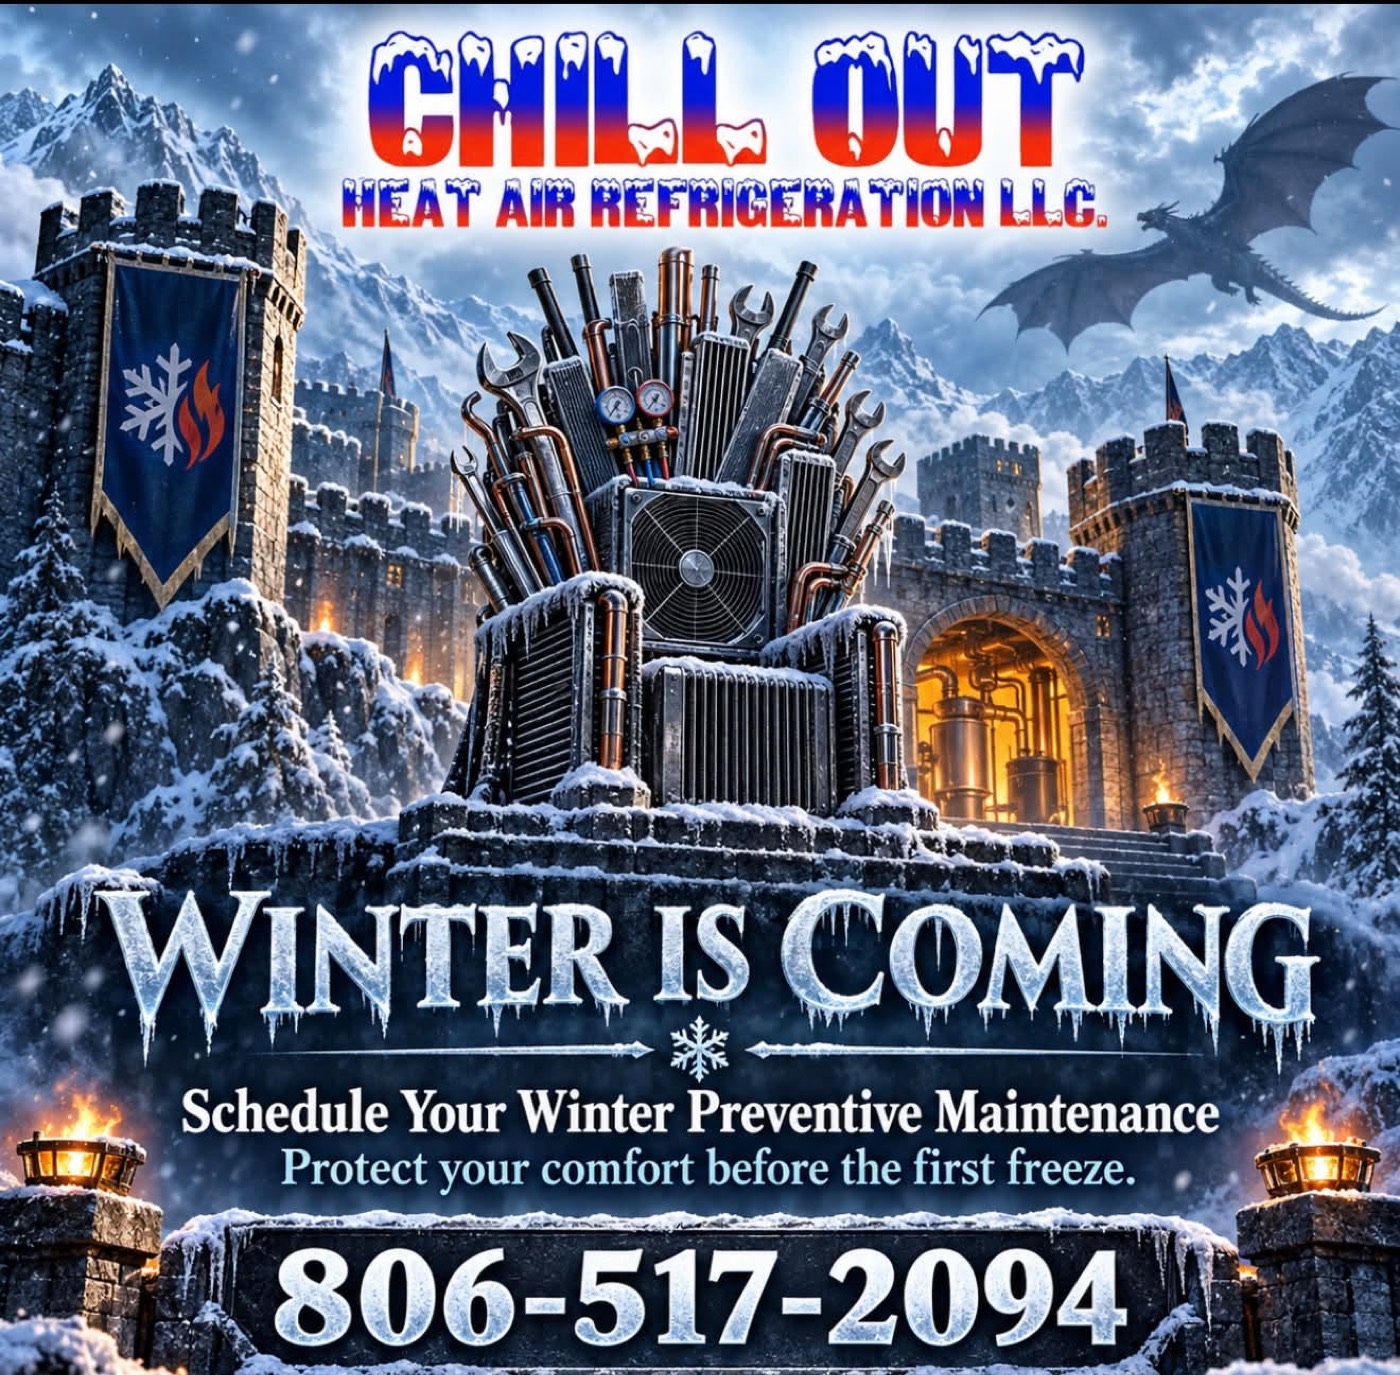 CHILL OUT
HEAT AIR REFRIGERATION LLC.
WINTER IS COMING
Schedule Your Winter Preventive Maintenance
Protect your comfort before the first freeze.
806-517-2094